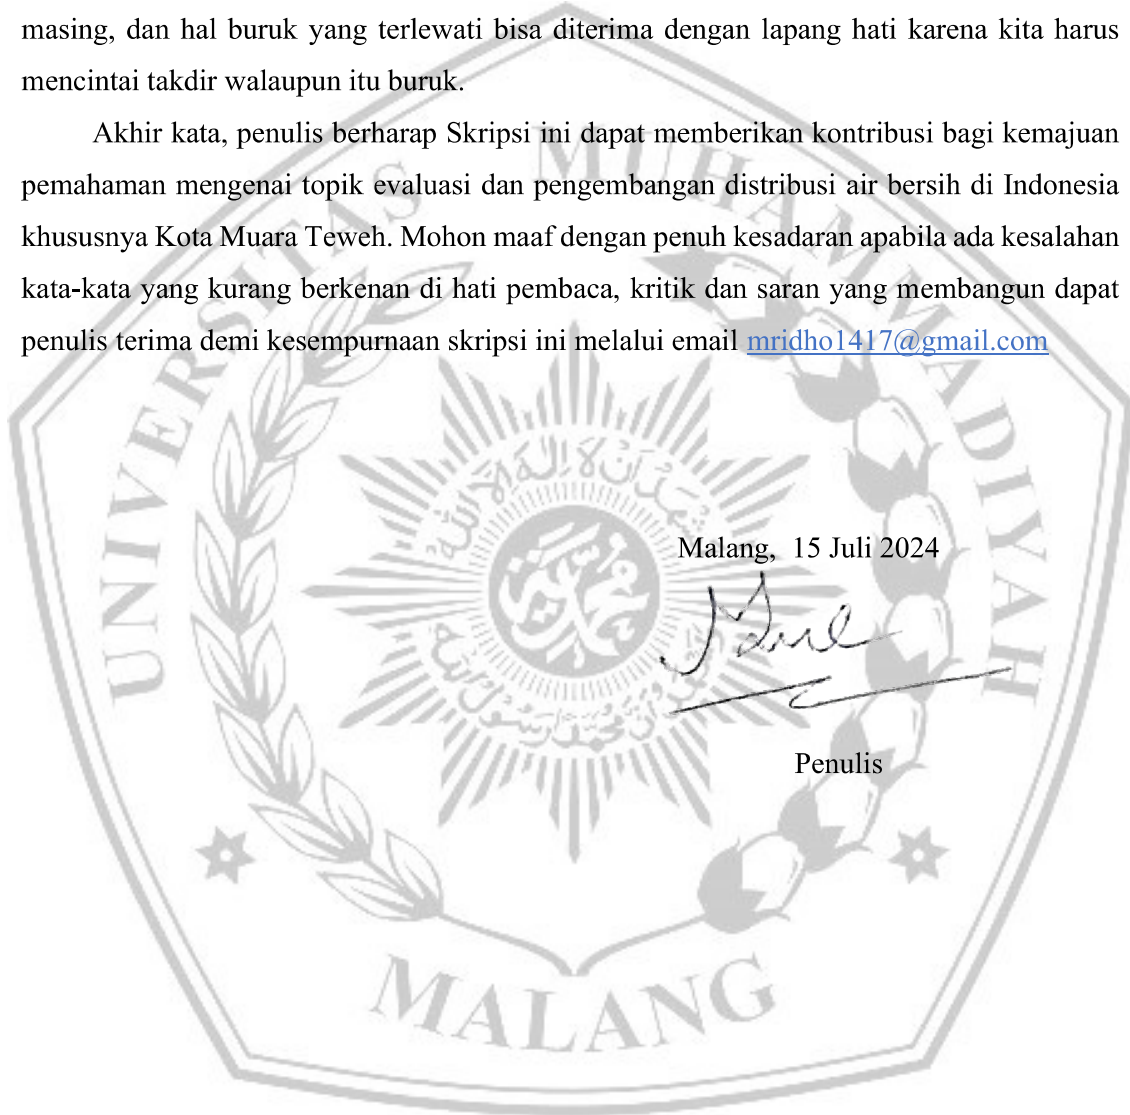 masing, dan hal buruk yang terlewati bisa diterima dengan lapang hati karena kita harus
mencintai takdir walaupun itu buruk.
Akhir kata, penulis berharap Skripsi ini dapat memberikan kontribusi bagi kemajuan
pemahaman mengenai topik evaluasi dan pengembangan distribusi air bersih di Indonesia
khususnya Kota Muara Teweh. Mohon maaf dengan penuh kesadaran apabila ada kesalahan
kata-kata yang kurang berkenan di hati pembaca, kritik dan saran yang membangun dapat
penulis terima demi kesempurnaan skripsi ini melalui email mridho1417@gmail.com
Malang,  15 Juli 2024
Penulis
UNIVERSITAS MUHAMMADIYAH
MALANG